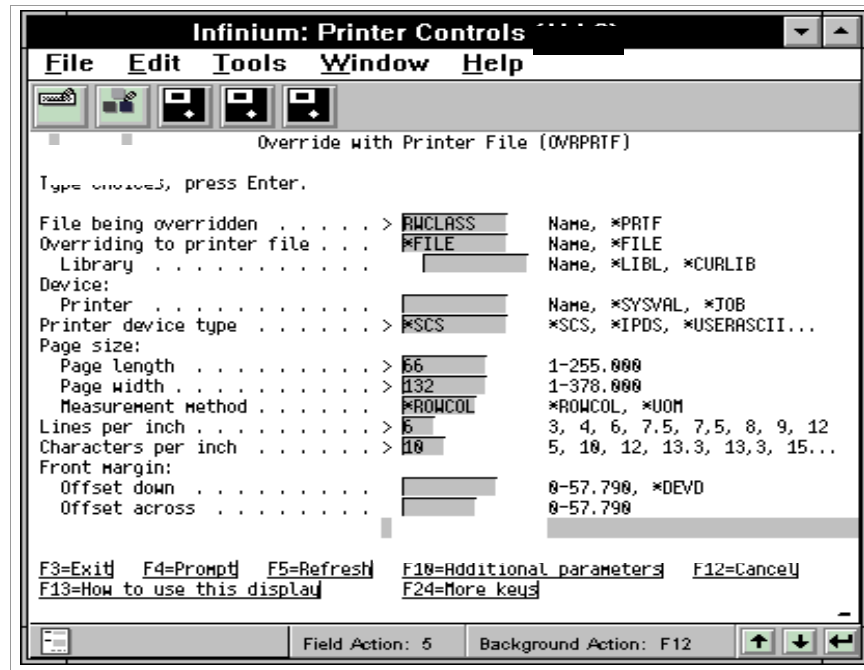 Infinium: Printer Controls
File Edit Tools Window Help
Override with Printer File (OVRPRTF)
press Enter.
File being overridden . . . . . > RWCLASS Name, *PRTF
Overriding to printer file . . . *FILE Name, *FILE
Library . . . . . . . . . . . Name, *LIBL, *CURLIB
Device:
Printer . . . . . . . . . . Name, *SYSVAL, *JOB
Printer device type . . . . . . > *SCS *SCS, *IPDS, *USERASCII...
Page size:
Page length . . . . . . . . . > 66 1-255.000
Page width . . . . . . . . . . > 132 1-378.000
Measurement method . . . . . . *ROWCOL *ROWCOL, *UOM
Lines per inch . . . . . . . . . > 6 3, 4, 6, 7.5, 7,5, 8, 9, 12
Characters per inch . . . . . . > 10 5, 10, 12, 13.3, 13,3, 15...
Front margin:
Offset down . . . . . . . . . 0-57.790, *DEVD
Offset across . . . . . . . . 0-57.790
F3=Exit F4=Prompt F5=Refresh F10=Additional parameters F12=Cancel
F13=How to use this display F24=More keys
Field Action: 5 Background Action: F12